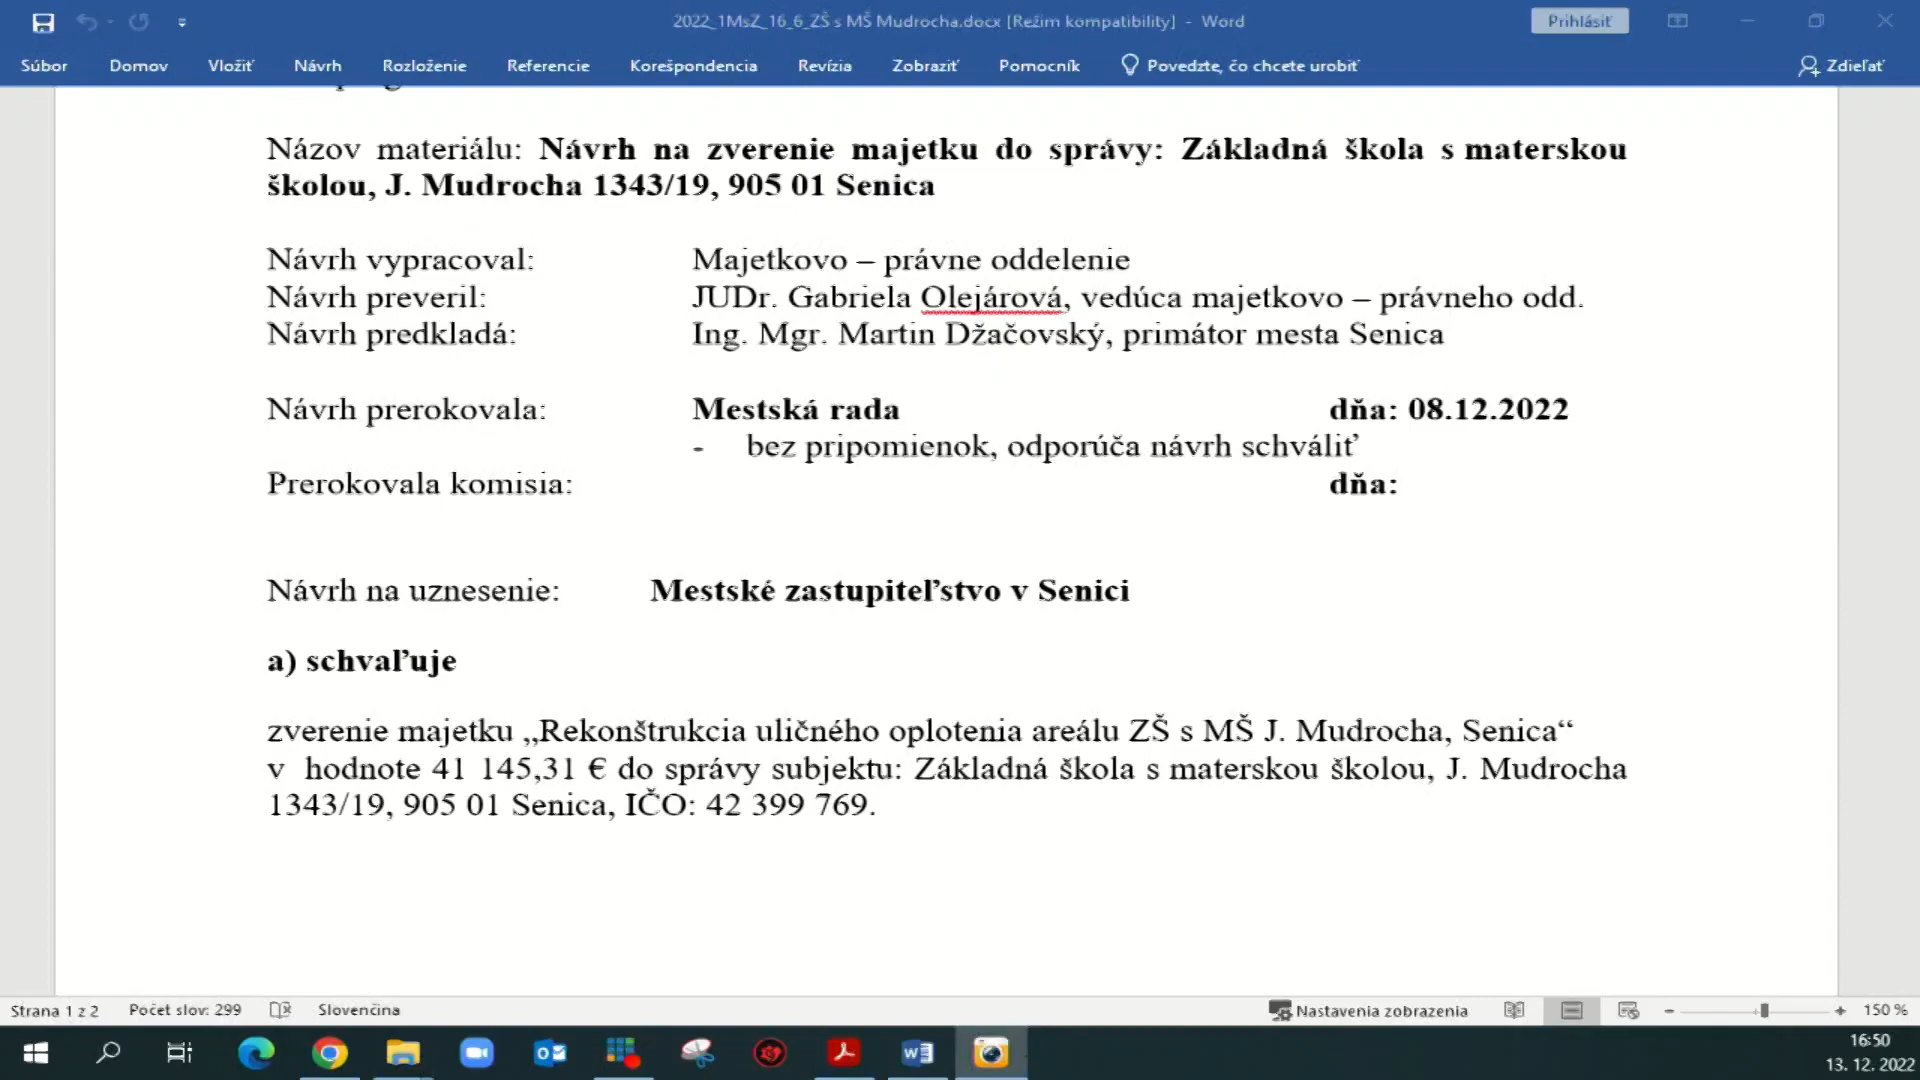 2022_1MsZ_16_6_ZŠ s MŠ Mudrocha.docx [Režim kompatibility] - Word
Prihlásiť
Súbor Domov Vložiť Návrh Rozloženie Referencie Korešpondencia Revízia Zobraziť Pomocník Povedzte, čo chcete urobiť Zdieľať
Názov materiálu: Návrh na zverenie majetku do správy: Základná škola s materskou
školou, J. Mudrocha 1343/19, 905 01 Senica
Návrh vypracoval: Majetkovo – právne oddelenie
Návrh preveril: JUDr. Gabriela Olejárová, vedúca majetkovo – právneho odd.
Návrh predkladá: Ing. Mgr. Martin Džačovský, primátor mesta Senica
Návrh prerokovala: Mestská rada dňa: 08.12.2022
- bez pripomienok, odporúča návrh schváliť
Prerokovala komisia: dňa:
Návrh na uznesenie: Mestské zastupiteľstvo v Senici
a) schvaľuje
zverenie majetku ,,Rekonštrukcia uličného oplotenia areálu ZŠ s MŠ J. Mudrocha, Senica“
v hodnote 41 145,31 € do správy subjektu: Základná škola s materskou školou, J. Mudrocha
1343/19, 905 01 Senica, IČO: 42 399 769.
Strana 1 z 2 Počet slov: 299 Slovenčina Nastavenia zobrazenia 150 %
16:50
13. 12. 2022